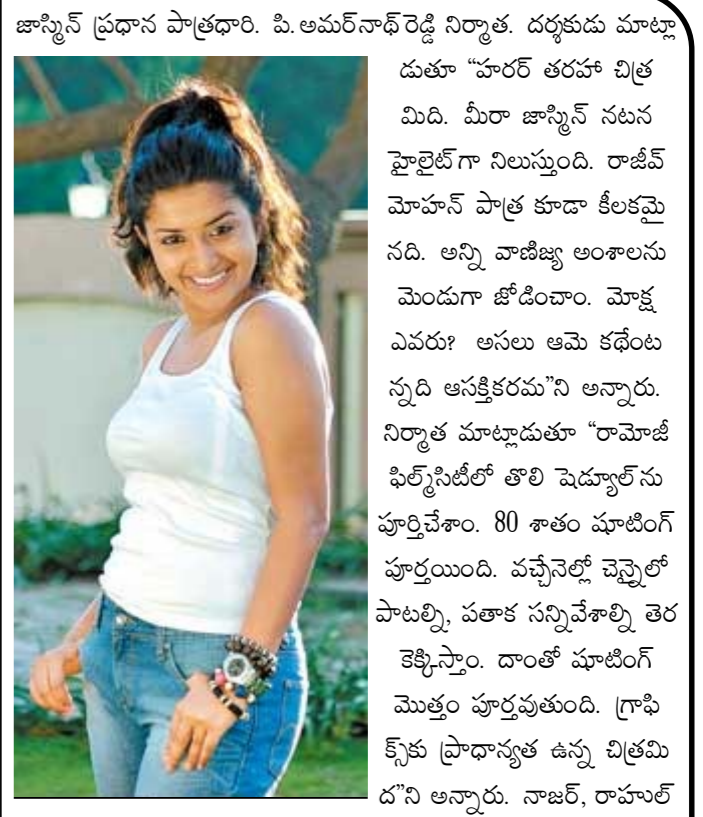 జాస్మిన్ ప్రధాన పాత్రధారి. పి.అమర్‌నాథ్‌రెడ్డి నిర్మాత. దర్శకుడు మాట్లా
డుతూ “హరర్ తరహా చిత్ర
మిది. మీరా జాస్మిన్ నటన
హైలైట్‌గా నిలుస్తుంది. రాజీవ్
మోహన్ పాత్ర కూడా కీలకమై
నది. అన్ని వాణిజ్య అంశాలను
మెండుగా జోడించాం. మోక్ష
ఎవరు? అసలు ఆమె కథేంట
న్నది ఆసక్తికరమ”ని అన్నారు.
నిర్మాత మాట్లాడుతూ “రామోజీ
ఫిల్మ్‌సిటీలో తొలి షెడ్యూల్‌ను
పూర్తిచేశాం. 80 శాతం షూటింగ్
పూర్తయింది. వచ్చేనెల్లో చెన్నైలో
పాటల్ని, పతాక సన్నివేశాల్ని తెర
కెక్కిస్తాం. దాంతో షూటింగ్
మొత్తం పూర్తవుతుంది. గ్రాఫి
క్స్‌కు ప్రాధాన్యత ఉన్న చిత్రమి
ద”ని అన్నారు. నాజర్, రాహుల్